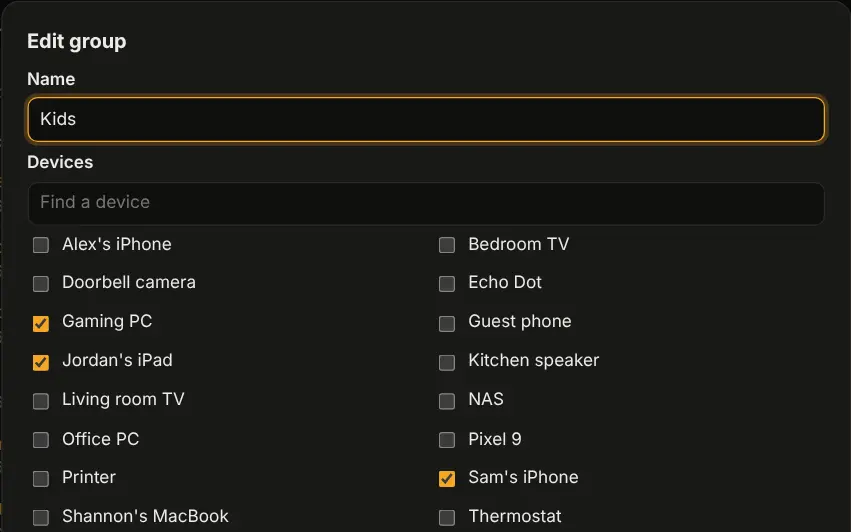 Edit group
Name
Kids
Devices
Find a device
Alex's iPhone
Bedroom TV
Doorbell camera
Echo Dot
Gaming PC
Guest phone
Jordan's iPad
Kitchen speaker
Living room TV
NAS
Office PC
Pixel 9
Printer
Sam's iPhone
Shannon's MacBook
Thermostat